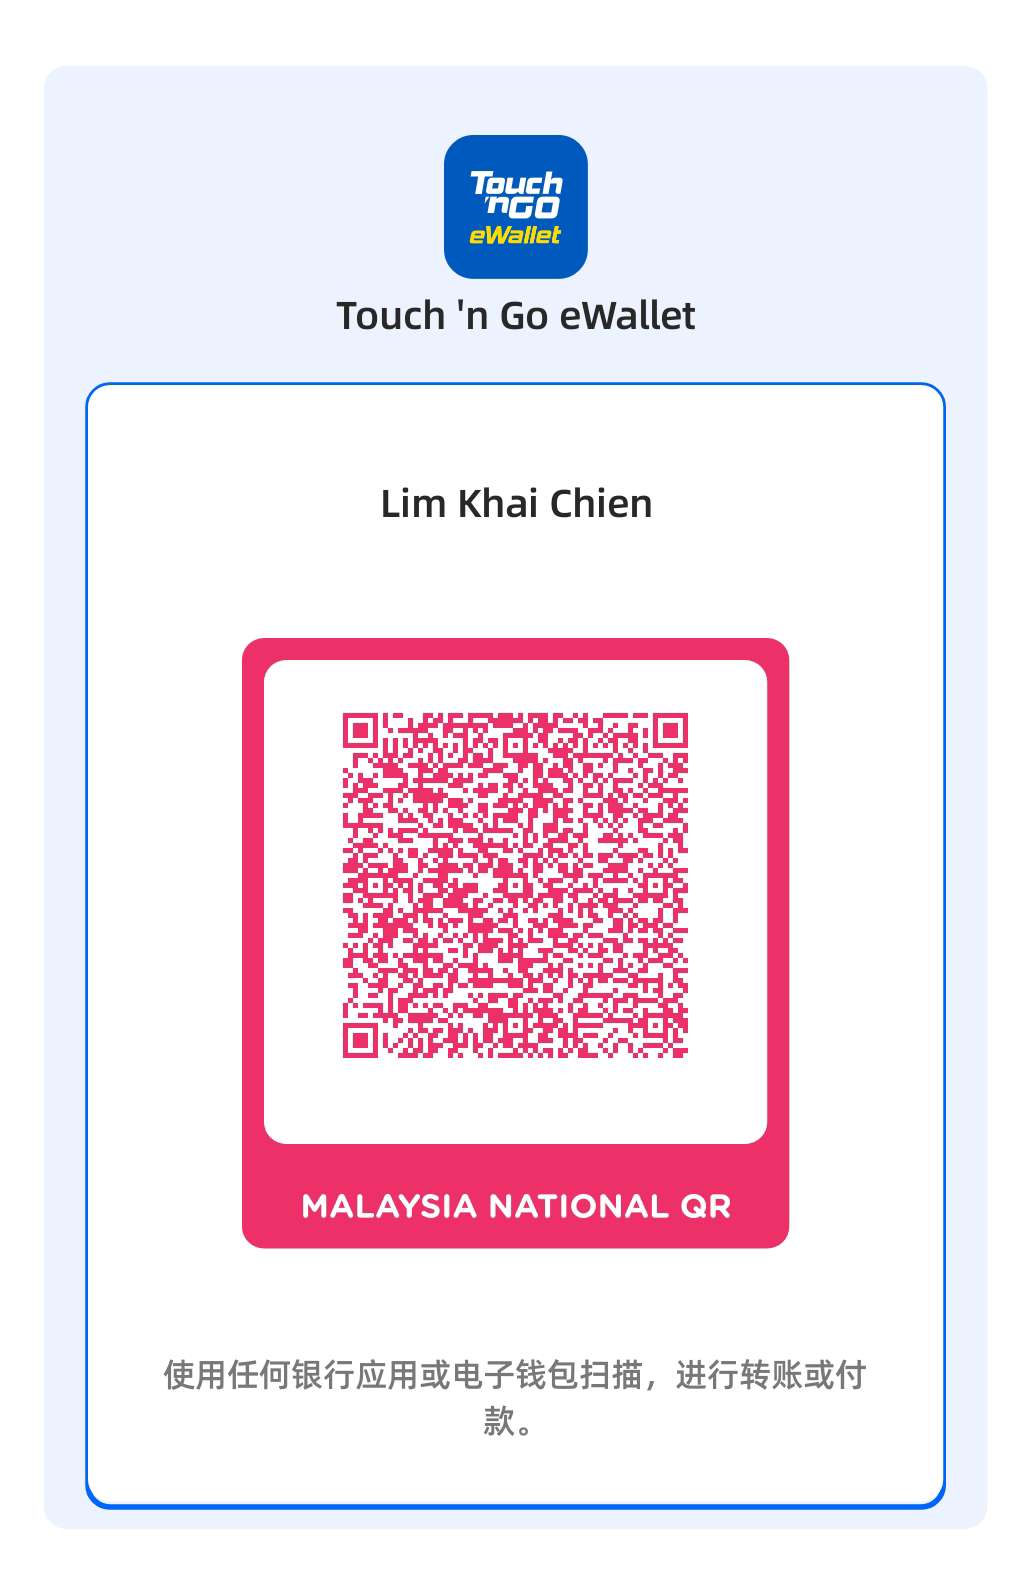 Touch
'n GO
eWallet
Touch 'n Go eWallet
Lim Khai Chien
MALAYSIA NATIONAL QR
使用任何银行应用或电子钱包扫描，进行转账或付
款。